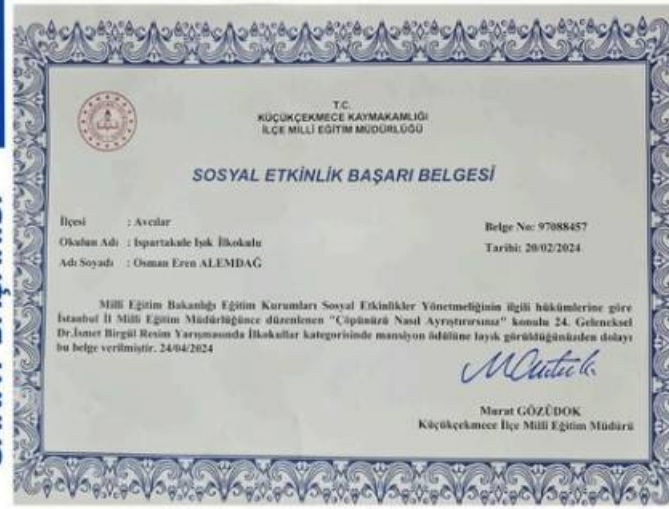 T.C.
KÜÇÜKÇEKMECE KAYMAKAMLIĞI
İLÇE MİLLİ EĞİTİM MÜDÜRLÜĞÜ
SOSYAL ETKİNLİK BAŞARI BELGESİ
İlçesi : Avcılar
Okulun Adı : Ispartakule Işık İlkokulu
Adı Soyadı : Osman Eren ALEMDAĞ
Belge No: 97088457
Tarihi: 20/02/2024
Milli Eğitim Bakanlığı Eğitim Kurumları Sosyal Etkinlikler Yönetmeliğinin ilgili hükümlerine göre
İstanbul İl Milli Eğitim Müdürlüğünce düzenlenen "Çöpünüzü Nasıl Ayrıştırırsınız" konulu 24. Geleneksel
Dr.İsmet Birgül Resim Yarışmasında İlkokullar kategorisinde mansiyon ödülüne layık görüldüğünüzden dolayı
bu belge verilmiştir. 24/04/2024
Murat GÖZÜDOK
Küçükçekmece İlçe Milli Eğitim Müdürü